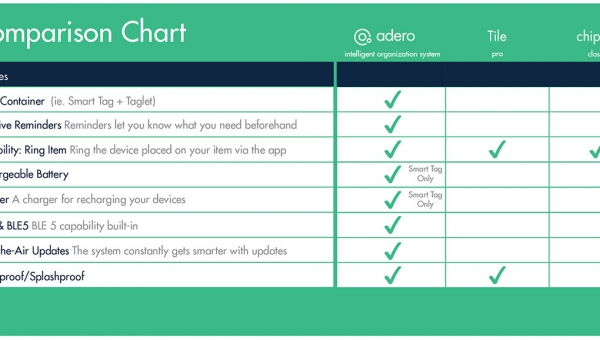 omparison Chart
adero
intelligent organization system
Tile
pro
chip
clas
es
Container (ie. Smart Tag + Taglet)
ive Reminders Reminders let you know what you need beforehand
bility: Ring Item Ring the device placed on your item via the app
rgeable Battery
Smart Tag
Only
er A charger for recharging your devices
Smart Tag
Only
& BLE5 BLE 5 capability built-in
the-Air Updates The system constantly gets smarter with updates
proof/Splashproof